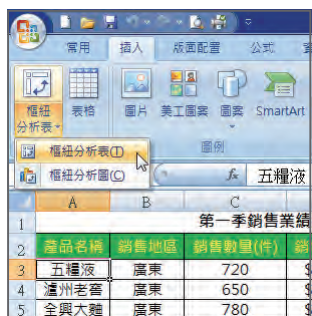 常用 插入 版面配置 公式
樞紐分析表 表格 圖片 美工圖案 圖案 SmartArt
圖例
樞紐分析表(T)
樞紐分析圖(C) fx 五糧液
A B C
1 第一季銷售業績
2 產品名稱 銷售地區 銷售數量(件) 銷
3 五糧液 廣東 720 $
4 瀘州老窖 廣東 650 $
5 全興大麯 廣東 780 $